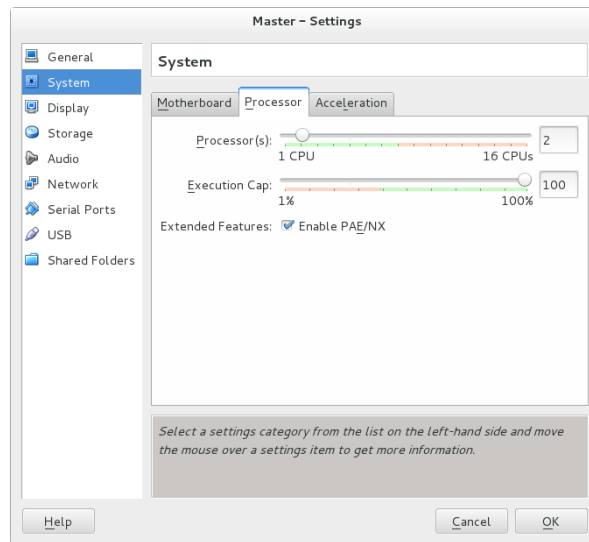 Master – Settings
General
System
Display
Storage
Audio
Network
Serial Ports
USB
Shared Folders
System
Motherboard Processor Acceleration
Processor(s): 2
1 CPU 16 CPUs
Execution Cap: 100
1% 100%
Extended Features: Enable PAE/NX
Select a settings category from the list on the left-hand side and move
the mouse over a settings item to get more information.
Help Cancel OK